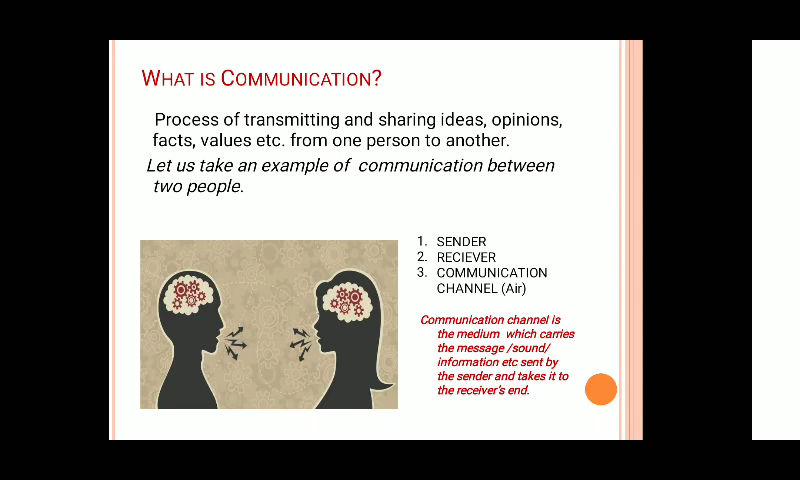 WHAT IS COMMUNICATION?
Process of transmitting and sharing ideas, opinions,
facts, values etc. from one person to another.
Let us take an example of communication between
two people.
1. SENDER
2. RECIEVER
3. COMMUNICATION
CHANNEL (Air)
Communication channel is
the medium which carries
the message /sound/
information etc sent by
the sender and takes it to
the receiver's end.